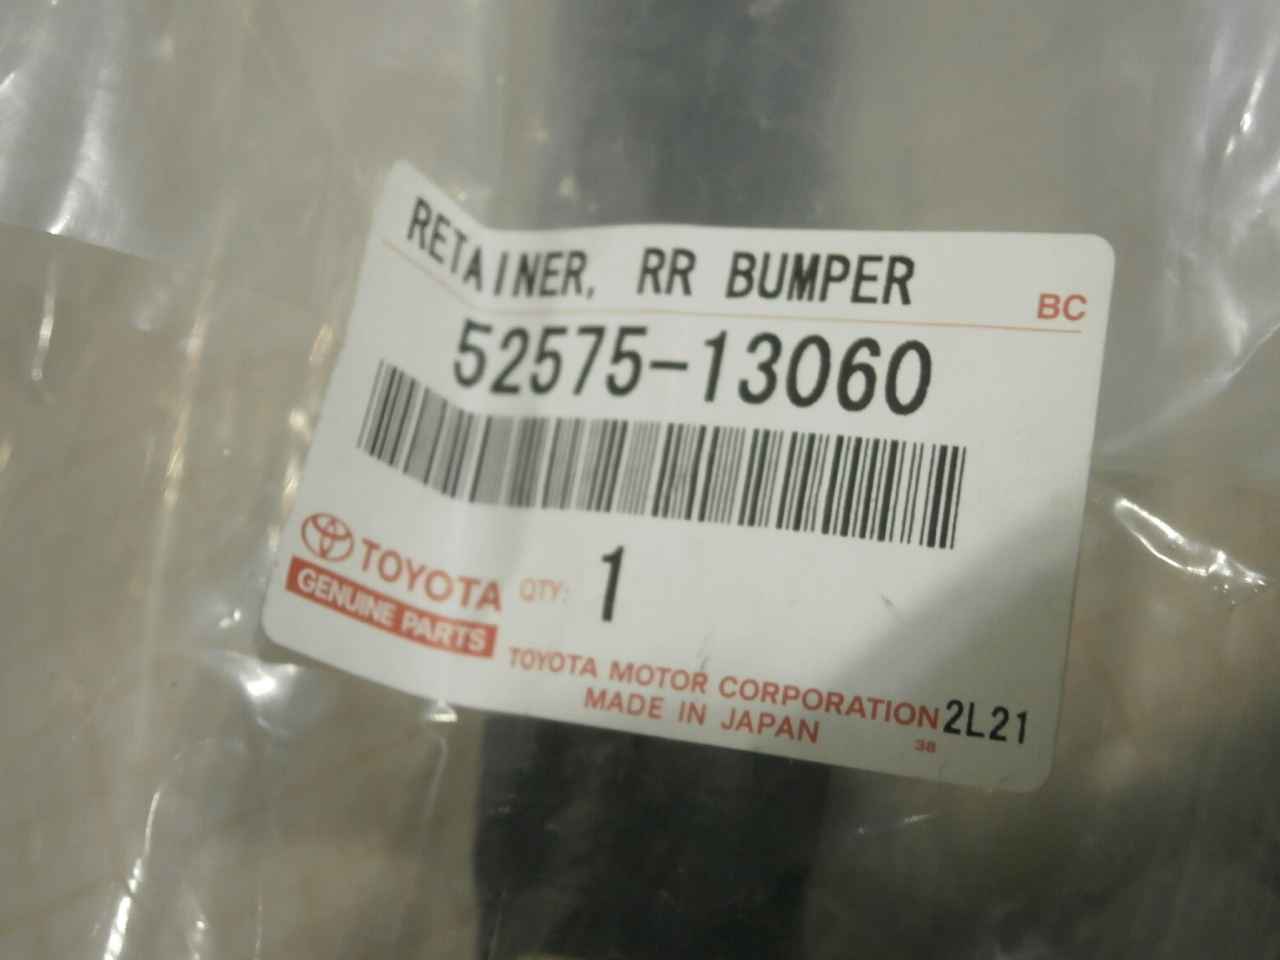 RETAINER, RR BUMPER
BC
52575-13060
TOYOTA
GENUINE PARTS
QTY: 1
TOYOTA MOTOR CORPORATION 2L21
MADE IN JAPAN
38